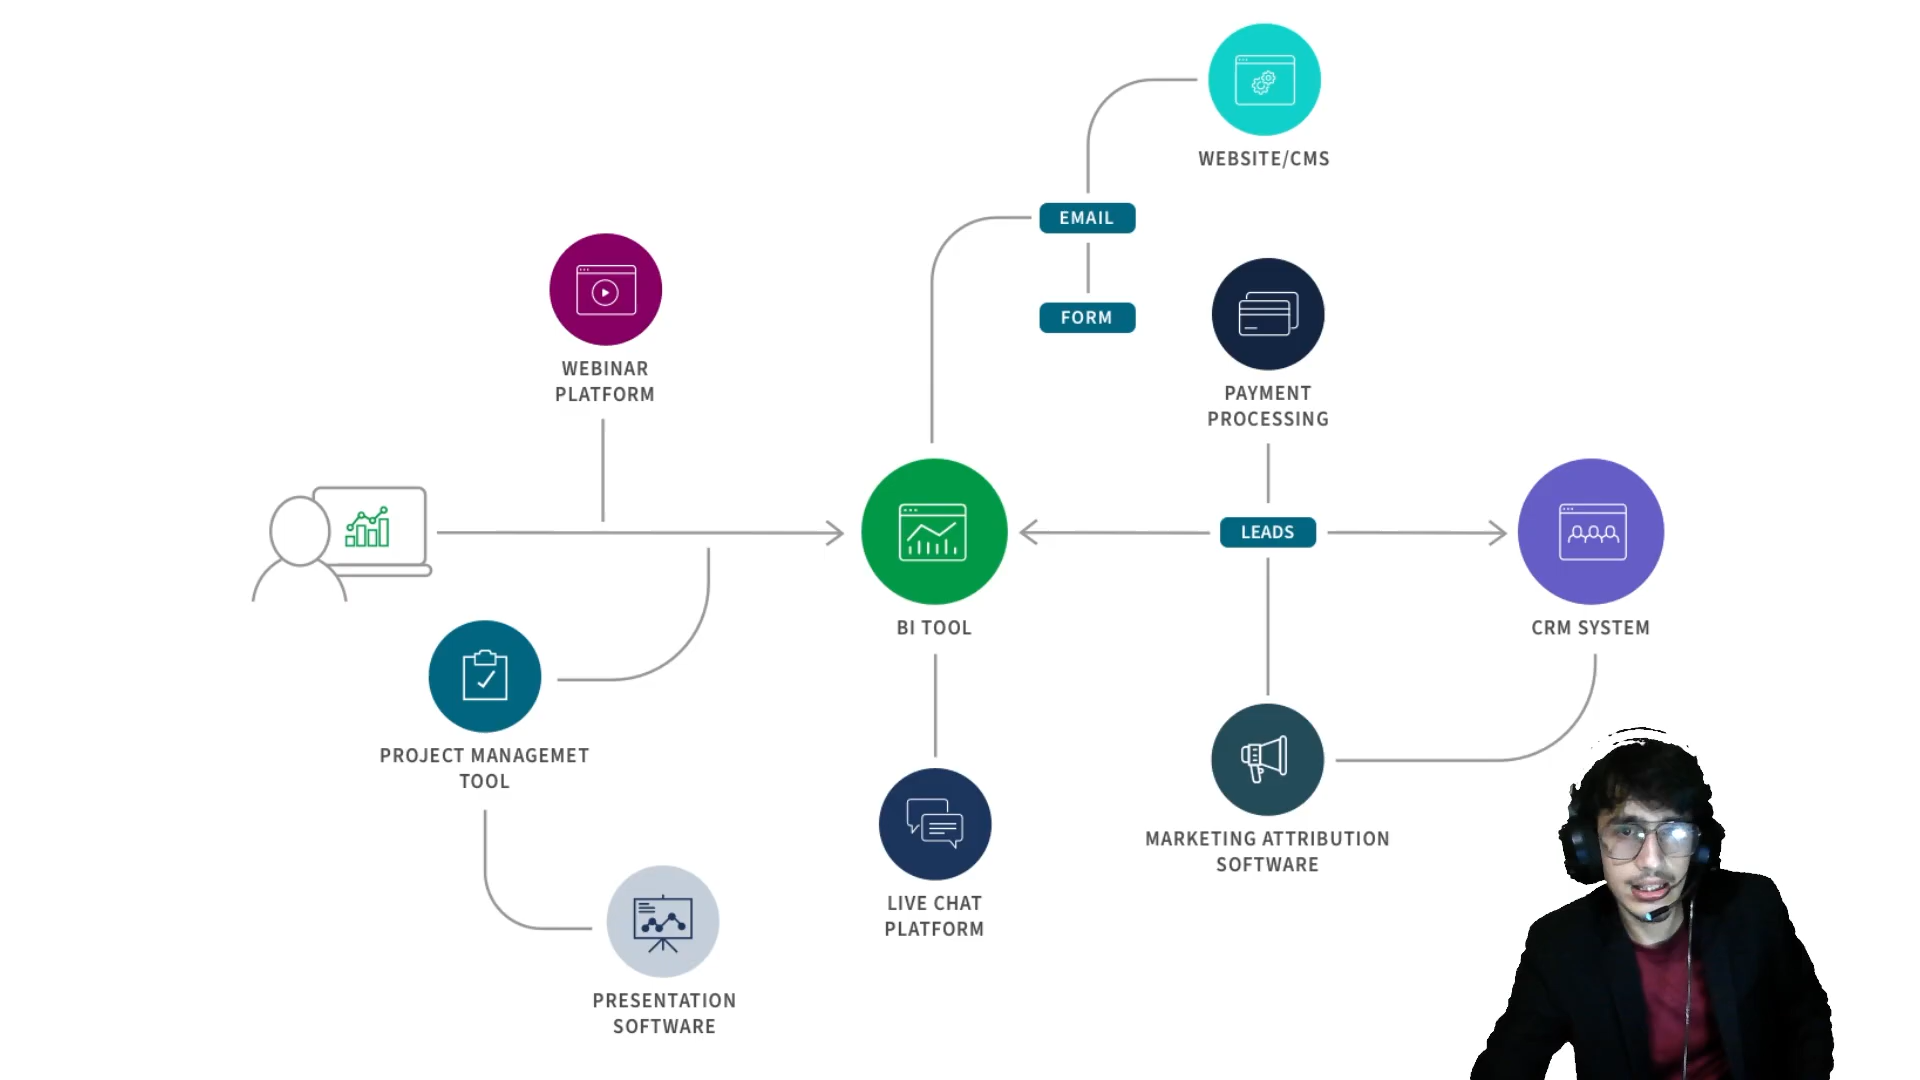 WEBSITE/CMS
EMAIL
FORM
WEBINAR
PLATFORM
PAYMENT
PROCESSING
LEADS
BI TOOL
CRM SYSTEM
PROJECT MANAGEMET
TOOL
MARKETING ATTRIBUTION
SOFTWARE
LIVE CHAT
PLATFORM
PRESENTATION
SOFTWARE